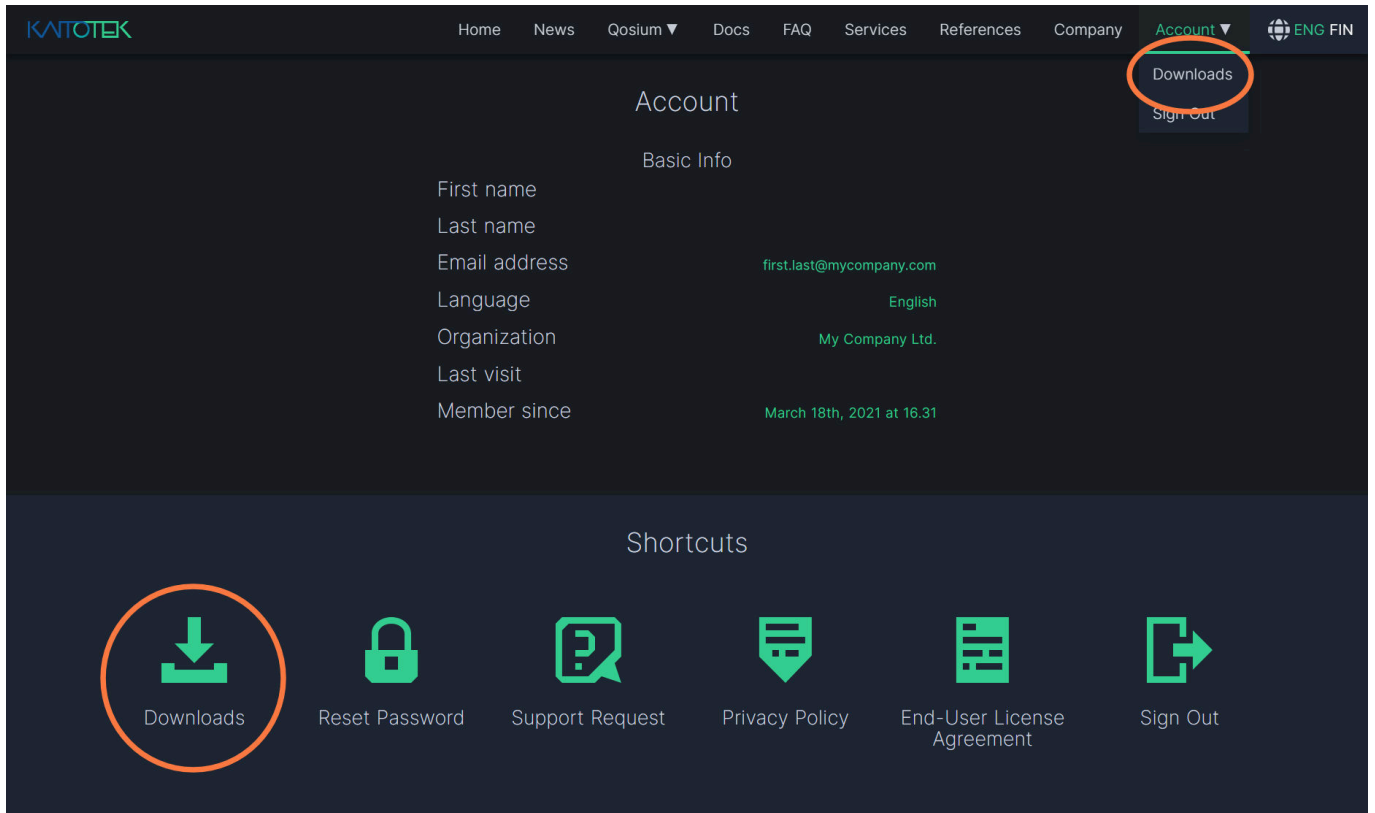 KAITOTEK
Home News Qosium ▼ Docs FAQ Services References Company Account ▼ ENG FIN
Downloads
Sign Out
Account
Basic Info
First name
Last name
Email address first.last@mycompany.com
Language English
Organization My Company Ltd.
Last visit
Member since March 18th, 2021 at 16.31
Shortcuts
Downloads Reset Password Support Request Privacy Policy End-User License Sign Out
Agreement